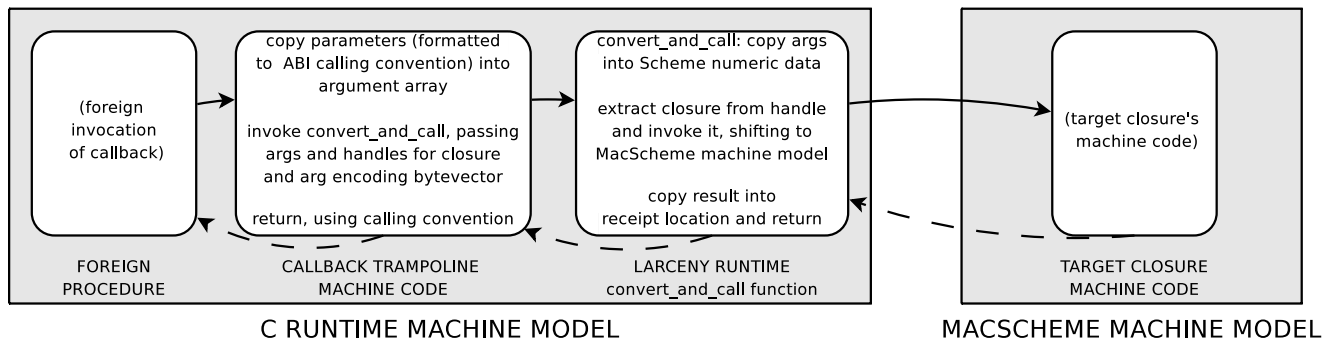 (foreign
invocation
of callback)
copy parameters (formatted
to ABI calling convention) into
argument array
invoke convert_and_call, passing
args and handles for closure
and arg encoding bytevector
return, using calling convention
convert_and_call: copy args
into Scheme numeric data
extract closure from handle
and invoke it, shifting to
MacScheme machine model
copy result into
receipt location and return
(target closure's
machine code)
FOREIGN
PROCEDURE
CALLBACK TRAMPOLINE
MACHINE CODE
LARCENY RUNTIME
convert_and_call function
TARGET CLOSURE
MACHINE CODE
C RUNTIME MACHINE MODEL
MACSCHEME MACHINE MODEL